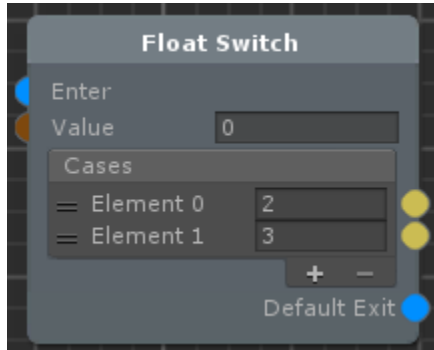 Float Switch
Enter
Value 0
Cases
Element 0 2
Element 1 3
+ −
Default Exit